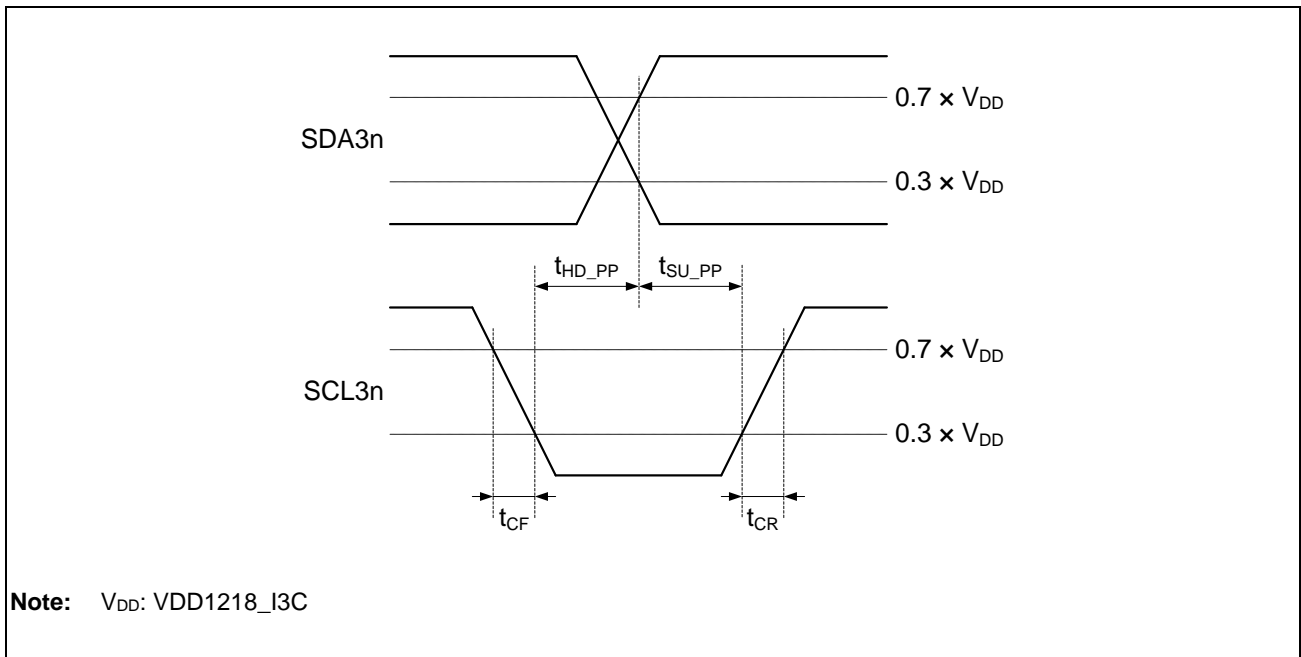 0.7 × VDD
SDA3n
0.3 × VDD
tHD_PP tSU_PP
0.7 × VDD
SCL3n
0.3 × VDD
tCF tCR
Note: VDD: VDD1218_I3C